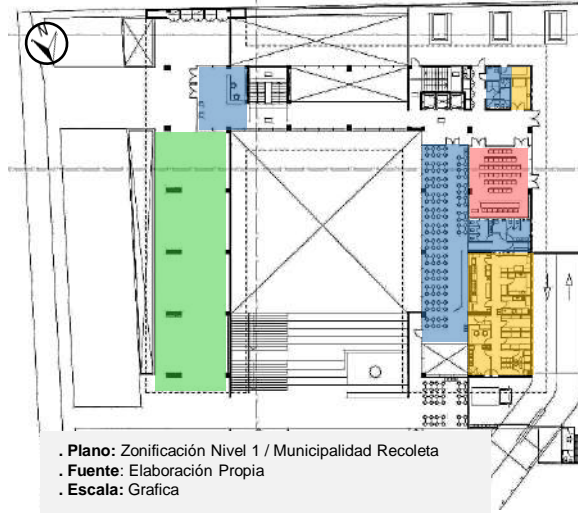 . Plano: Zonificación Nivel 1 / Municipalidad Recoleta
. Fuente: Elaboración Propia
. Escala: Grafica